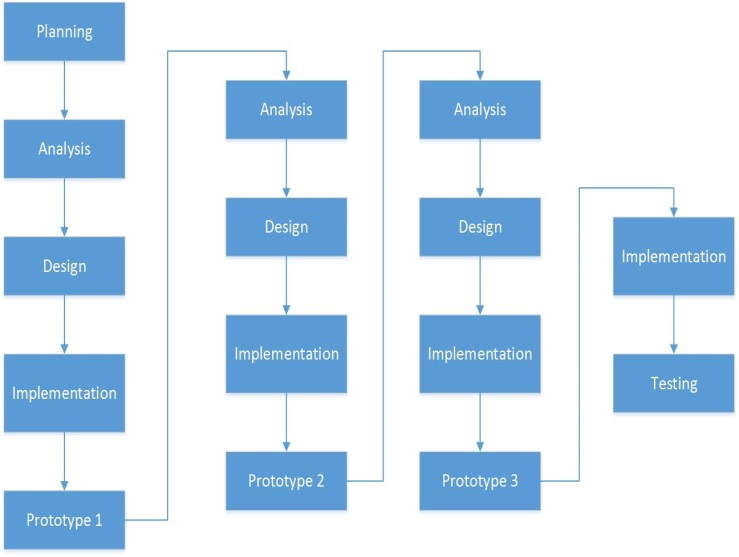 Planning
Analysis
Design
Implementation
Prototype 1
Analysis
Design
Implementation
Prototype 2
Analysis
Design
Implementation
Prototype 3
Implementation
Testing